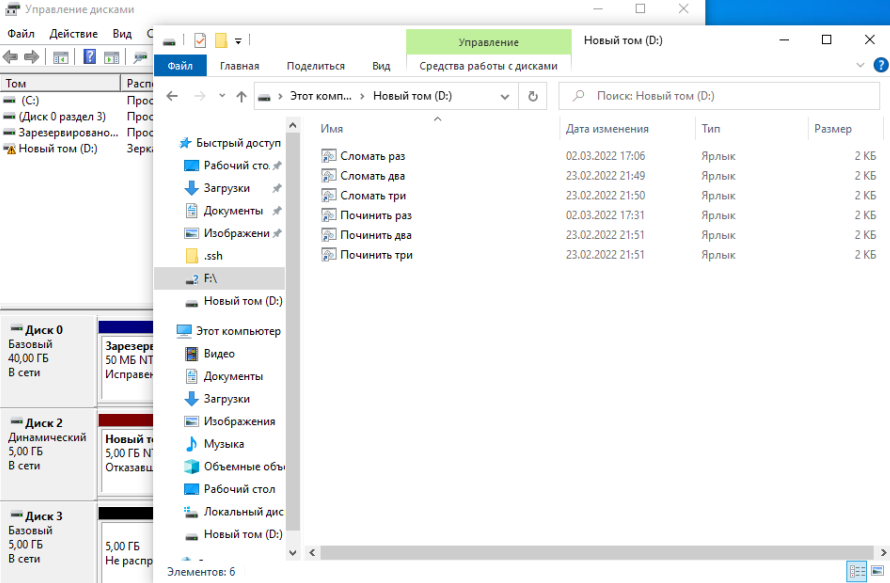 Управление дисками
Файл Действие Вид С
Том Распо
(C:) Прос
(Диск 0 раздел 3) Прос
Зарезервировано... Прос
Новый том (D:) Зерка
Диск 0
Базовый
40,00 ГБ
В сети
Зарезерв
50 МБ NT
Исправен
Диск 2
Динамический
5,00 ГБ
В сети
Новый то
5,00 ГБ NT
Отказавш
Диск 3
Базовый
5,00 ГБ
В сети
5,00 ГБ
Не распр
Управление Новый том (D:)
Файл Главная Поделиться Вид Средства работы с дисками
Этот комп... Новый том (D:)
Поиск: Новый том (D:)
Быстрый доступ
Рабочий сто.
Загрузки
Документы
Изображени
.ssh
F:\
Новый том (D:)
Этот компьютер
Видео
Документы
Загрузки
Изображения
Музыка
Объемные объ
Рабочий стол
Локальный дис
Новый том (D:)
Имя Дата изменения Тип Размер
Сломать раз 02.03.2022 17:06 Ярлык 2 КБ
Сломать два 23.02.2022 21:49 Ярлык 2 КБ
Сломать три 23.02.2022 21:50 Ярлык 2 КБ
Починить раз 02.03.2022 17:31 Ярлык 2 КБ
Починить два 23.02.2022 21:51 Ярлык 2 КБ
Починить три 23.02.2022 21:51 Ярлык 2 КБ
Элементов: 6